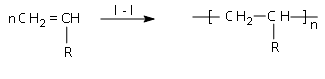 nCH₂=CH I-I —[ CH₂—CH ]—n
R R